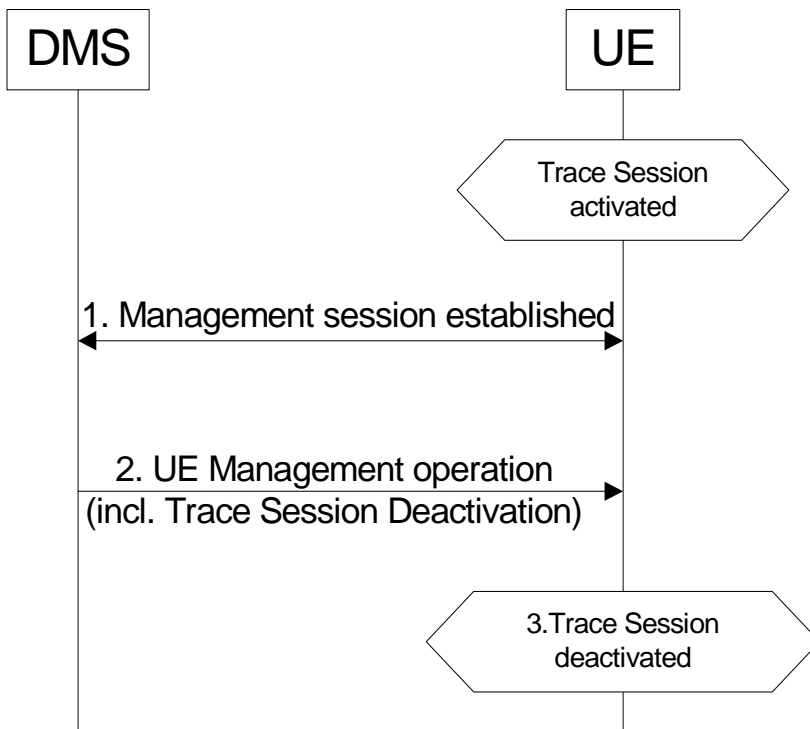 DMS
UE
Trace Session
activated
1. Management session established
2. UE Management operation
(incl. Trace Session Deactivation)
3.Trace Session
deactivated